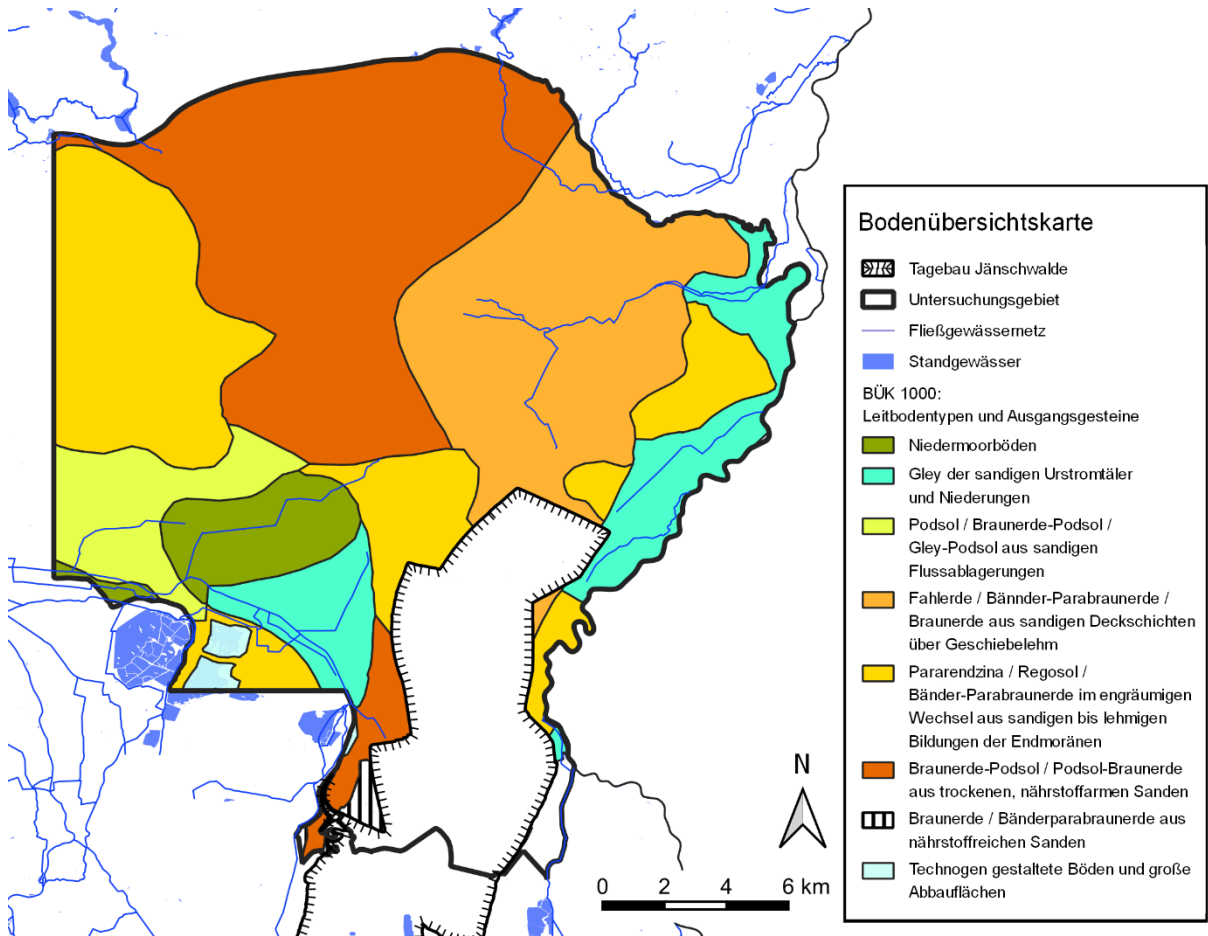 Bodenübersichtskarte
Tagebau Jänschwalde
Untersuchungsgebiet
Fließgewässernetz
Standgewässer
BÜK 1000:
Leitbodentypen und Ausgangsgesteine
Niedermoorböden
Gley der sandigen Urstromtäler
und Niederungen
Podsol / Braunerde-Podsol /
Gley-Podsol aus sandigen
Flussablagerungen
Fahlerde / Bännder-Parabraunerde /
Braunerde aus sandigen Deckschichten
über Geschiebelehm
Pararendzina / Regosol /
Bänder-Parabraunerde im engräumigen
Wechsel aus sandigen bis lehmigen
Bildungen der Endmoränen
Braunerde-Podsol / Podsol-Braunerde
aus trockenen, nährstoffarmen Sanden
Braunerde / Bänderparabraunerde aus
nährstoffreichen Sanden
Technogen gestaltete Böden und große
Abbauflächen
N
0 2 4 6 km